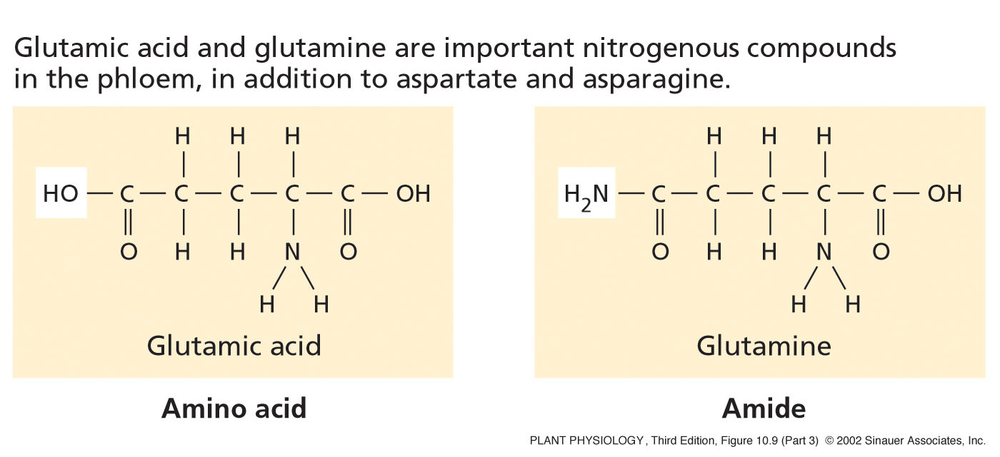 Glutamic acid and glutamine are important nitrogenous compounds
in the phloem, in addition to aspartate and asparagine.
H H H
HO — C — C — C — C — C — OH
O H H N O
H H
Glutamic acid
Amino acid
H H H
H₂N — C — C — C — C — C — OH
O H H N O
H H
Glutamine
Amide
PLANT PHYSIOLOGY, Third Edition, Figure 10.9 (Part 3) © 2002 Sinauer Associates, Inc.